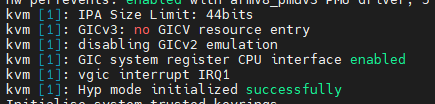 hw perfevents: enabled with armv8_pmuv3 PMU driver, 5
kvm [1]: IPA Size Limit: 44bits
kvm [1]: GICv3: no GICV resource entry
kvm [1]: disabling GICv2 emulation
kvm [1]: GIC system register CPU interface enabled
kvm [1]: vgic interrupt IRQ1
kvm [1]: Hyp mode initialized successfully
Initialise system trusted keyrings